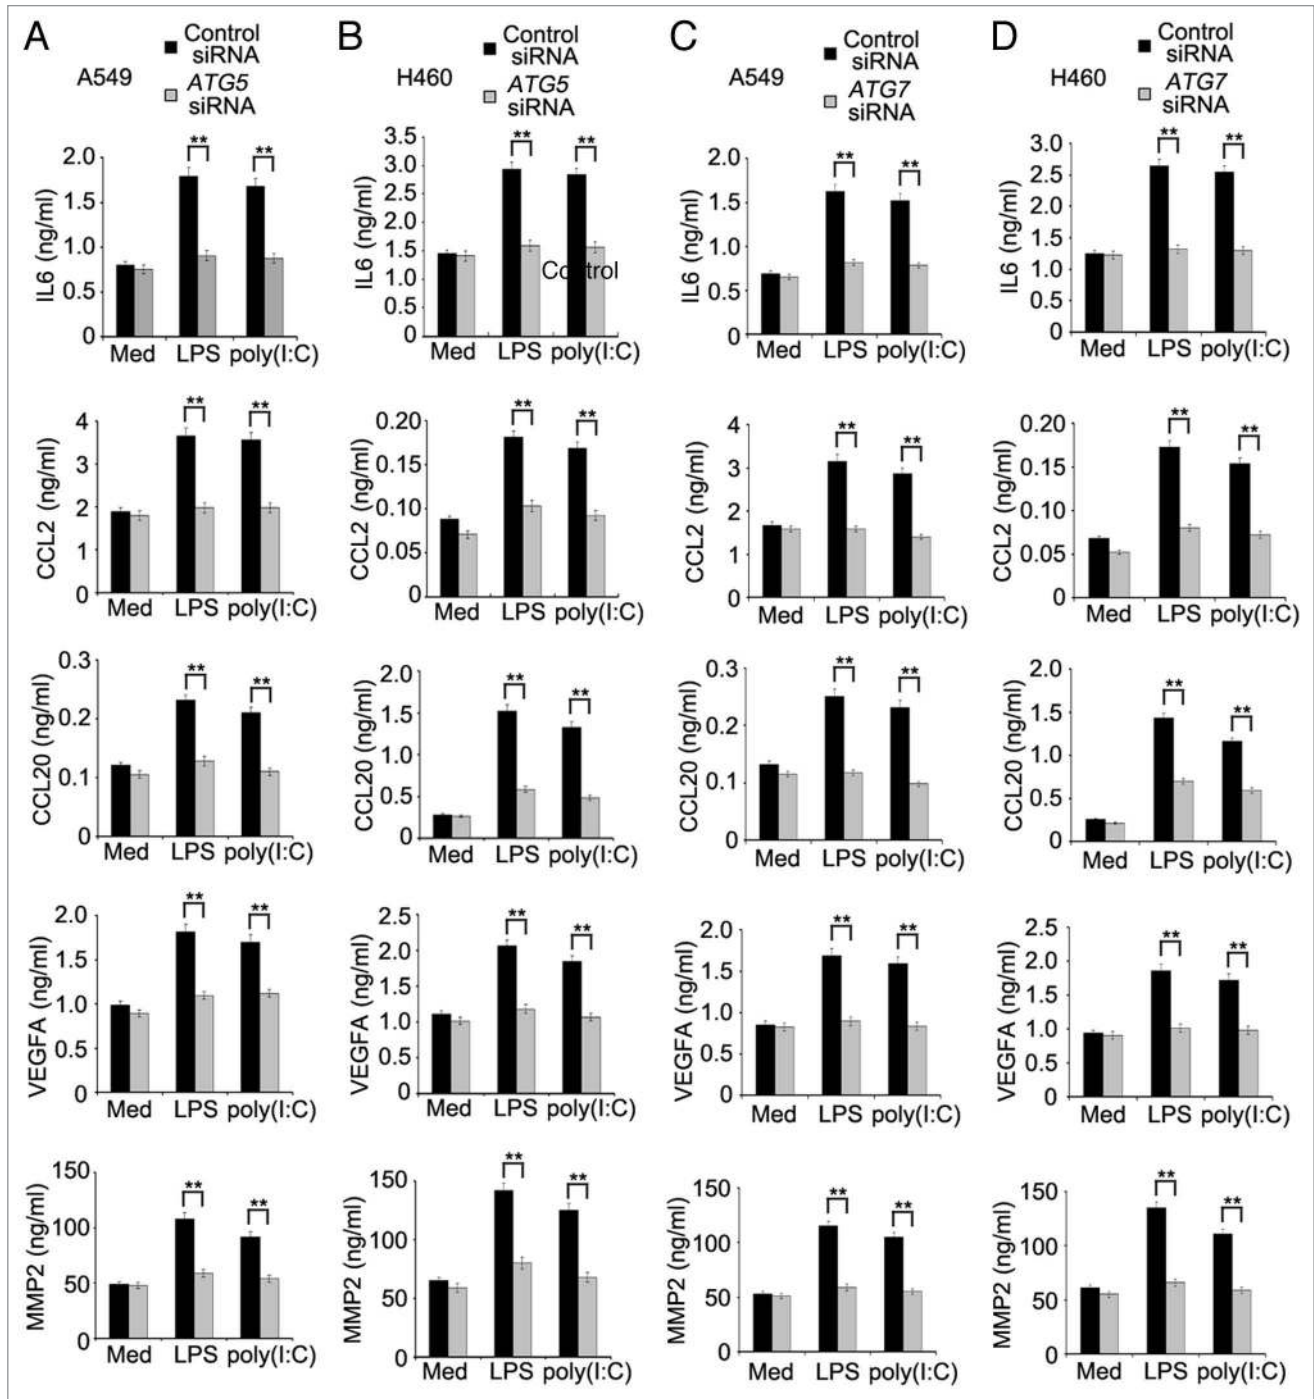 A
A549
Control
siRNA
ATG5
siRNA
B
H460
Control
siRNA
ATG5
siRNA
C
A549
Control
siRNA
ATG7
siRNA
D
H460
Control
siRNA
ATG7
siRNA
IL6 (ng/ml)
2.0
1.5
1.0
0.5
0
** **
Med LPS poly(I:C)
IL6 (ng/ml)
3.5
3.0
2.5
2.0
1.5
1.0
0.5
0
** **
Control
Med LPS poly(I:C)
IL6 (ng/ml)
2.0
1.5
1.0
0.5
0
** **
Med LPS poly(I:C)
IL6 (ng/ml)
3.0
2.5
2.0
1.5
1.0
0.5
0
** **
Med LPS poly(I:C)
CCL2 (ng/ml)
4
3
2
1
0
** **
Med LPS poly(I:C)
CCL2 (ng/ml)
0.20
0.15
0.10
0.05
0
** **
Med LPS poly(I:C)
CCL2 (ng/ml)
4
3
2
1
0
** **
Med LPS poly(I:C)
CCL2 (ng/ml)
0.20
0.15
0.10
0.05
0
** **
Med LPS poly(I:C)
CCL20 (ng/ml)
0.3
0.2
0.1
0
** **
Med LPS poly(I:C)
CCL20 (ng/ml)
2.0
1.5
1.0
0.5
0
** **
Med LPS poly(I:C)
CCL20 (ng/ml)
0.3
0.2
0.1
0
** **
Med LPS poly(I:C)
CCL20 (ng/ml)
2.0
1.5
1.0
0.5
0
** **
Med LPS poly(I:C)
VEGFA (ng/ml)
2.0
1.5
1.0
0.5
0
** **
Med LPS poly(I:C)
VEGFA (ng/ml)
2.5
2.0
1.5
1.0
0.5
0
** **
Med LPS poly(I:C)
VEGFA (ng/ml)
2.0
1.5
1.0
0.5
0
** **
Med LPS poly(I:C)
VEGFA (ng/ml)
2.5
2.0
1.5
1.0
0.5
0
** **
Med LPS poly(I:C)
MMP2 (ng/ml)
150
100
50
0
** **
Med LPS poly(I:C)
MMP2 (ng/ml)
150
100
50
0
** **
Med LPS poly(I:C)
MMP2 (ng/ml)
150
100
50
0
** **
Med LPS poly(I:C)
MMP2 (ng/ml)
150
100
50
0
** **
Med LPS poly(I:C)